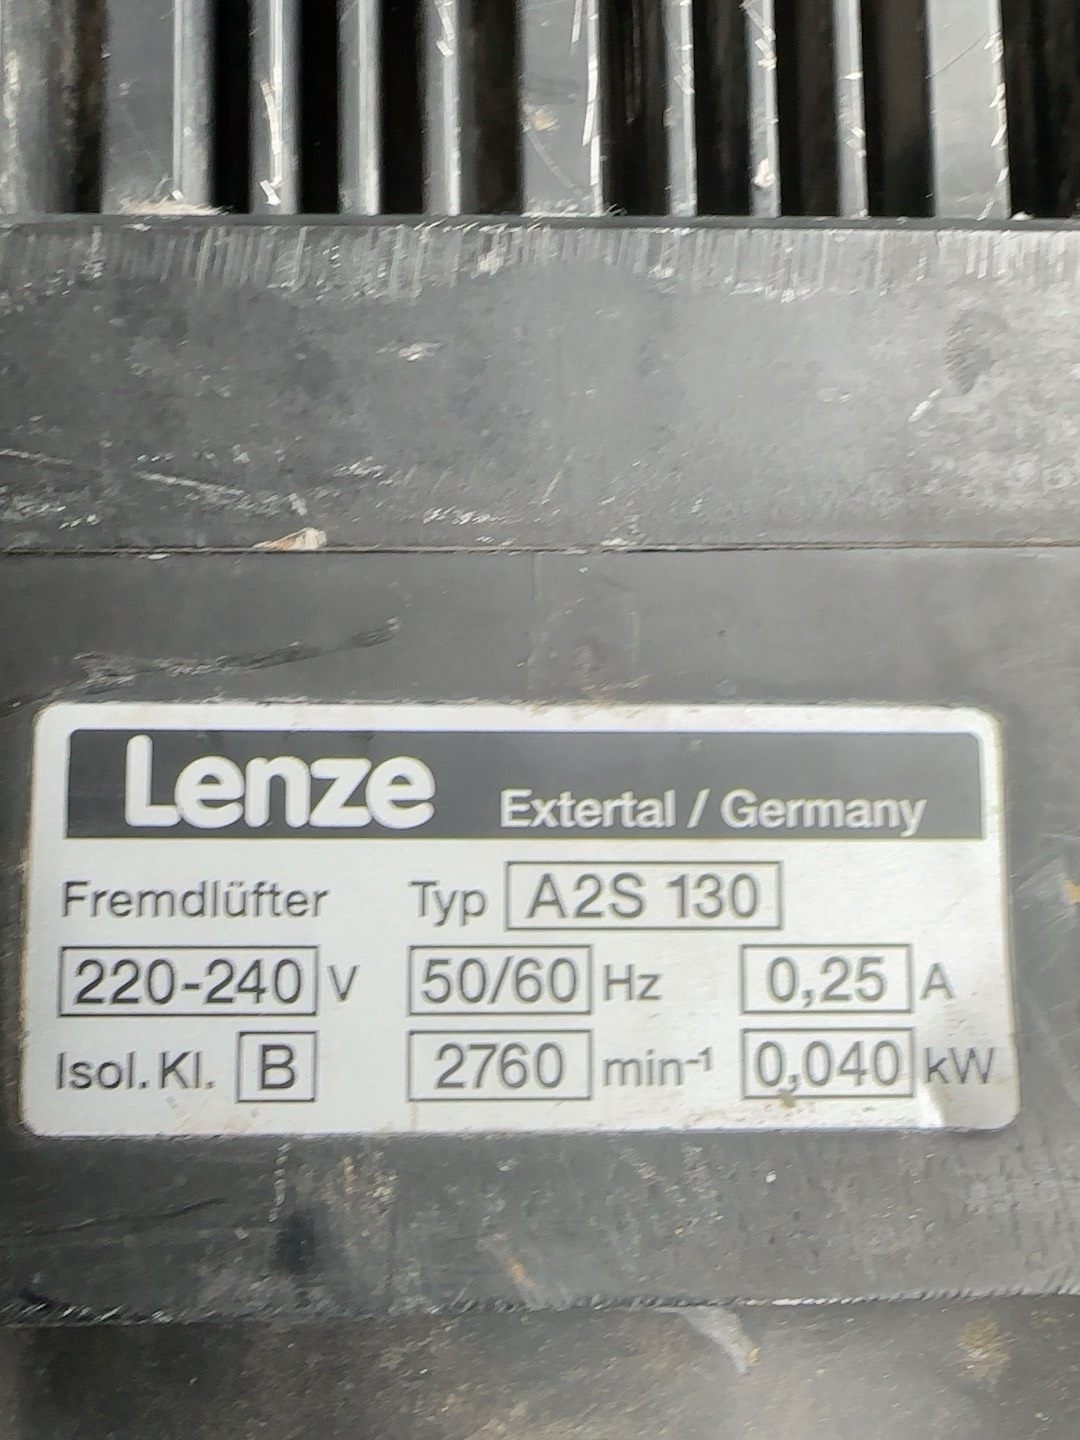 Lenze Extertal / Germany
Fremdlüfter Typ A2S 130
220-240 V 50/60 Hz 0,25 A
Isol.Kl. B 2760 min⁻¹ 0,040 kW